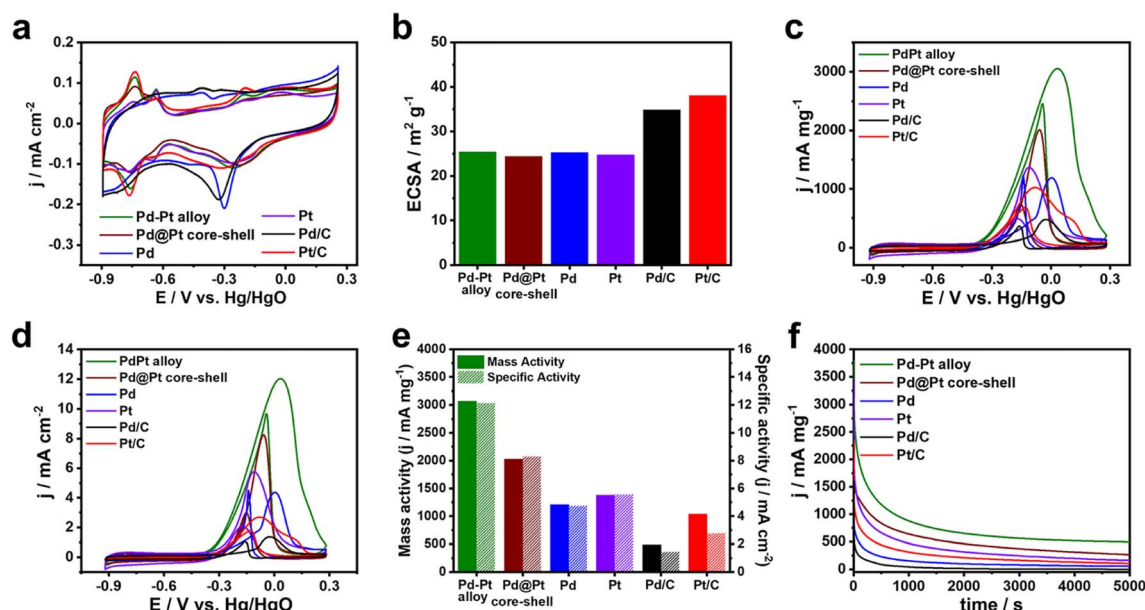 a
j / mA cm-2
0.2
0.1
0.0
-0.1
-0.2
-0.3
Pd-Pt alloy
Pd@Pt core-shell
Pd
Pt
Pd/C
Pt/C
-0.9 -0.6 -0.3 0.0 0.3
E / V vs. Hg/HgO
b
ECSA / m2 g-1
50
40
30
20
10
0
Pd-Pt alloy
Pd@Pt core-shell
Pd
Pt
Pd/C
Pt/C
c
PdPt alloy
Pd@Pt core-shell
Pd
Pt
Pd/C
Pt/C
j / mA mg-1
3000
2000
1000
0
-0.9 -0.6 -0.3 0.0 0.3
E / V vs. Hg/HgO
d
PdPt alloy
Pd@Pt core-shell
Pd
Pt
Pd/C
Pt/C
j / mA cm-2
14
12
10
8
6
4
2
0
-0.9 -0.6 -0.3 0.0 0.3
E / V vs. Hg/HgO
e
Mass Activity
Specific Activity
Mass activity (j / mA mg-1)
4000
3500
3000
2500
2000
1500
1000
500
0
Specific activity (j / mA cm-2)
16
14
12
10
8
6
4
2
0
Pd-Pt alloy
Pd@Pt core-shell
Pd
Pt
Pd/C
Pt/C
f
Pd-Pt alloy
Pd@Pt core-shell
Pd
Pt
Pd/C
Pt/C
j / mA mg-1
4000
3500
3000
2500
2000
1500
1000
500
0
0 1000 2000 3000 4000 5000
time / s